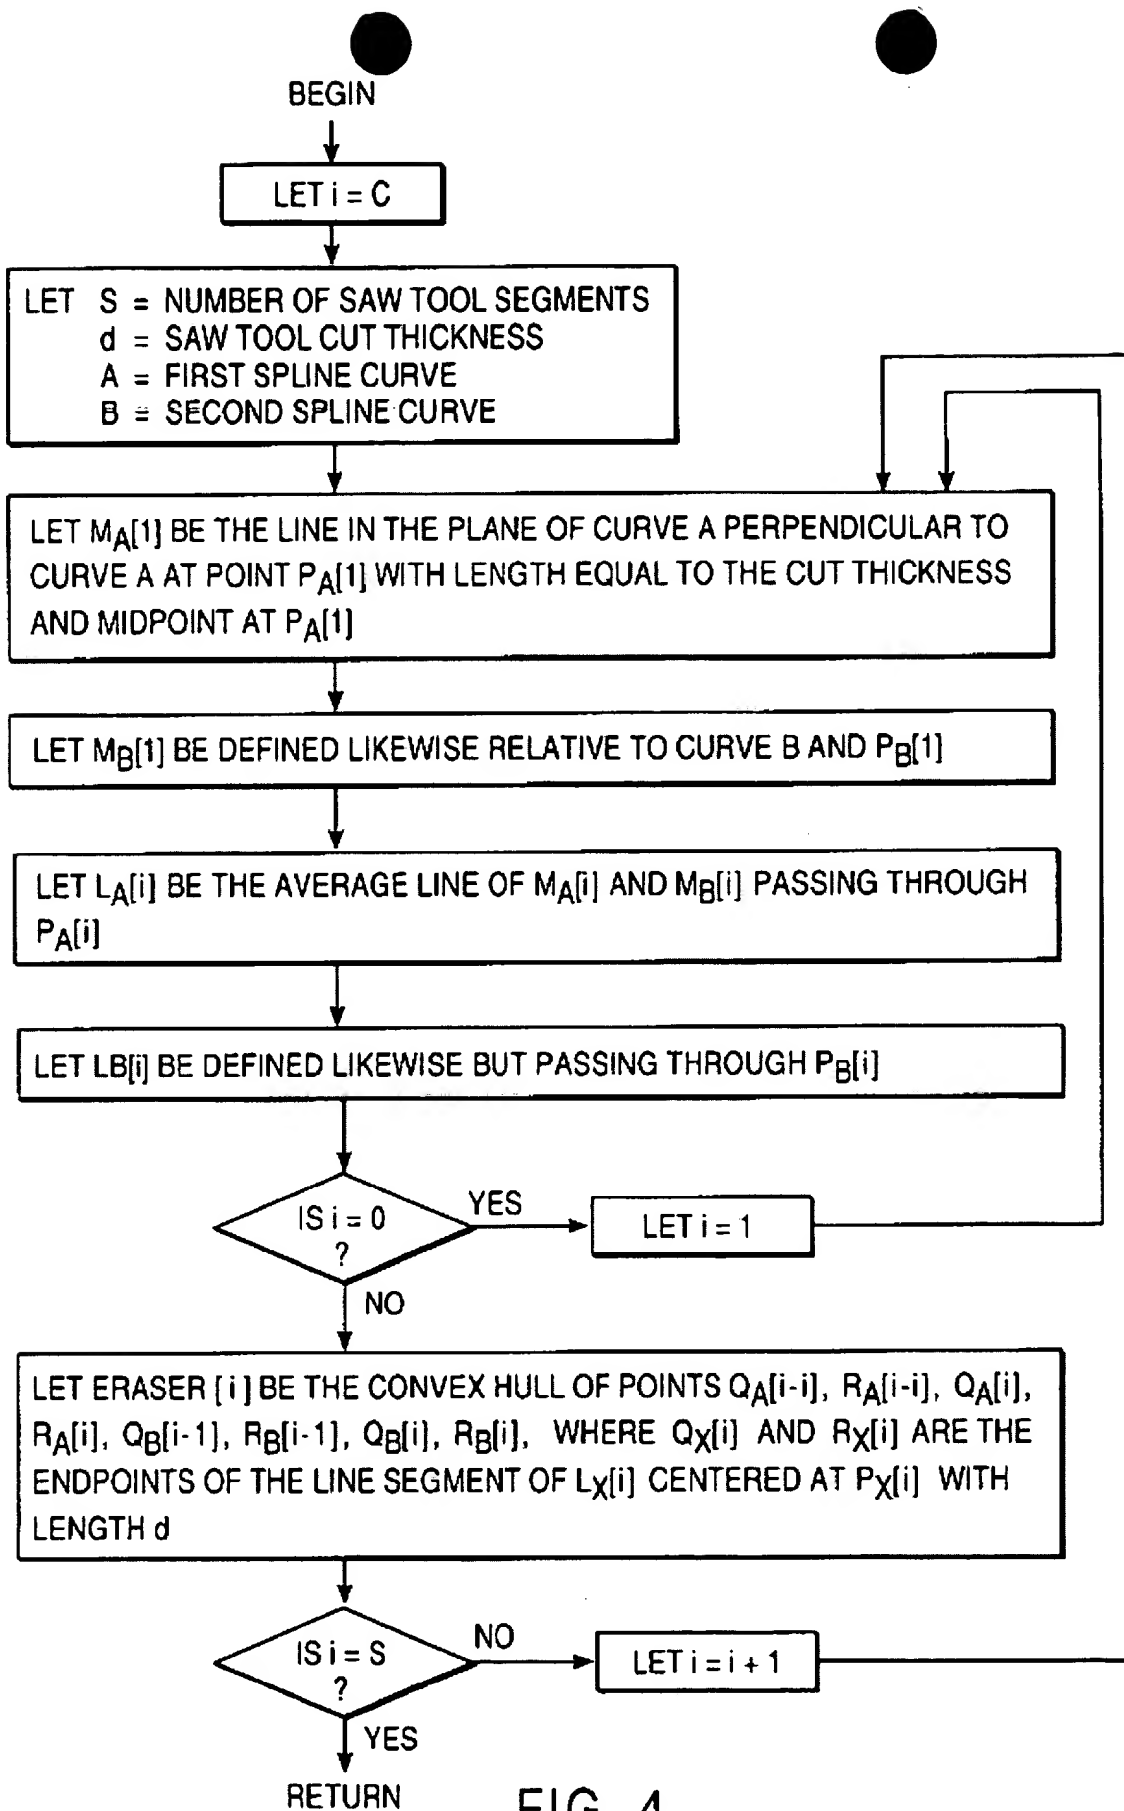 BEGIN
LET i = C
LET S = NUMBER OF SAW TOOL SEGMENTS
d = SAW TOOL CUT THICKNESS
A = FIRST SPLINE CURVE
B = SECOND SPLINE CURVE
LET MA[1] BE THE LINE IN THE PLANE OF CURVE A PERPENDICULAR TO
CURVE A AT POINT PA[1] WITH LENGTH EQUAL TO THE CUT THICKNESS
AND MIDPOINT AT PA[1]
LET MB[1] BE DEFINED LIKEWISE RELATIVE TO CURVE B AND PB[1]
LET LA[i] BE THE AVERAGE LINE OF MA[i] AND MB[i] PASSING THROUGH
PA[i]
LET LB[i] BE DEFINED LIKEWISE BUT PASSING THROUGH PB[i]
IS i = 0
?
YES
LET i = 1
NO
LET ERASER [i] BE THE CONVEX HULL OF POINTS QA[i-i], RA[i-i], QA[i],
RA[i], QB[i-1], RB[i-1], QB[i], RB[i], WHERE QX[i] AND RX[i] ARE THE
ENDPOINTS OF THE LINE SEGMENT OF LX[i] CENTERED AT PX[i] WITH
LENGTH d
IS i = S
?
NO
LET i = i + 1
YES
RETURN
FIG. 4